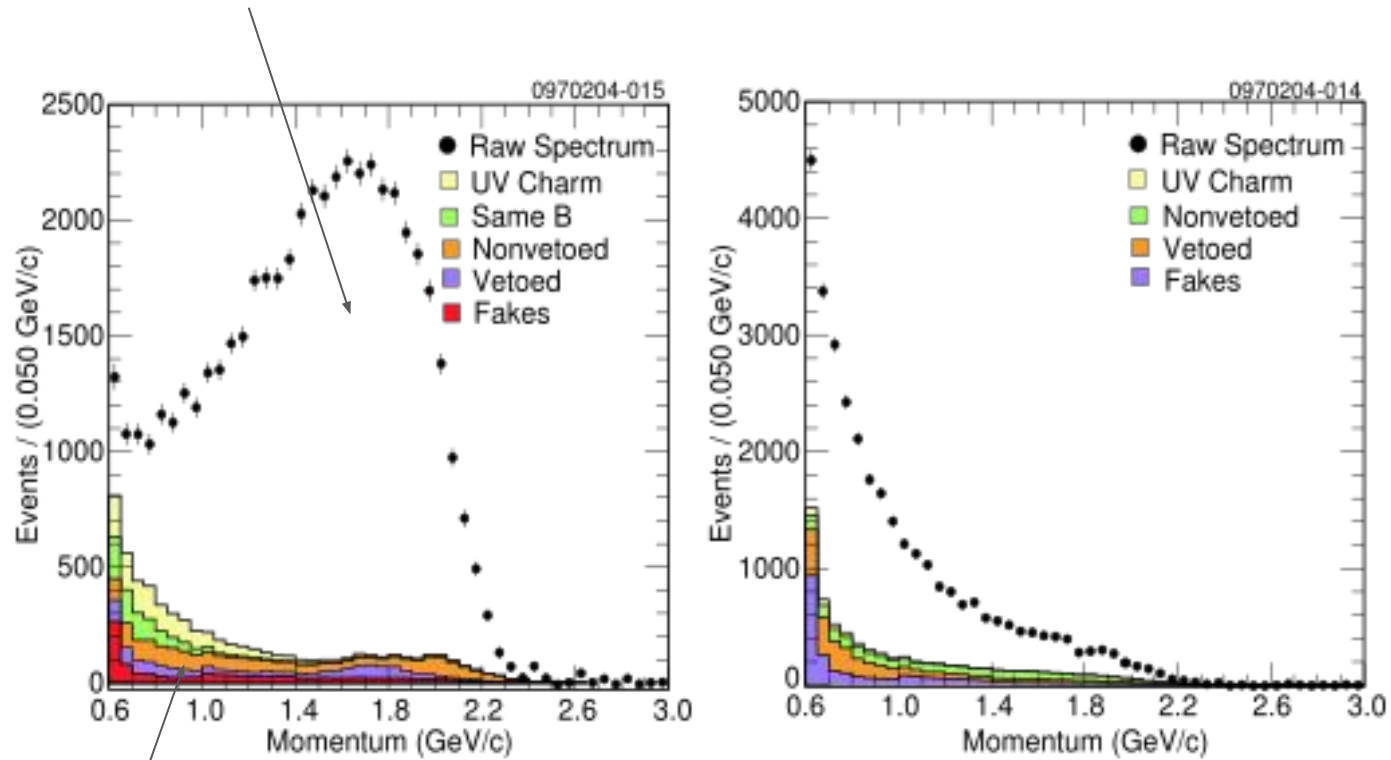 0970204-015
2500
2000
1500
1000
500
0
Events / (0.050 GeV/c)
Raw Spectrum
UV Charm
Same B
Nonvetoed
Vetoed
Fakes
0.6 1.0 1.4 1.8 2.2 2.6 3.0
Momentum (GeV/c)
0970204-014
5000
4000
3000
2000
1000
0
Events / (0.050 GeV/c)
Raw Spectrum
UV Charm
Nonvetoed
Vetoed
Fakes
0.6 1.0 1.4 1.8 2.2 2.6 3.0
Momentum (GeV/c)